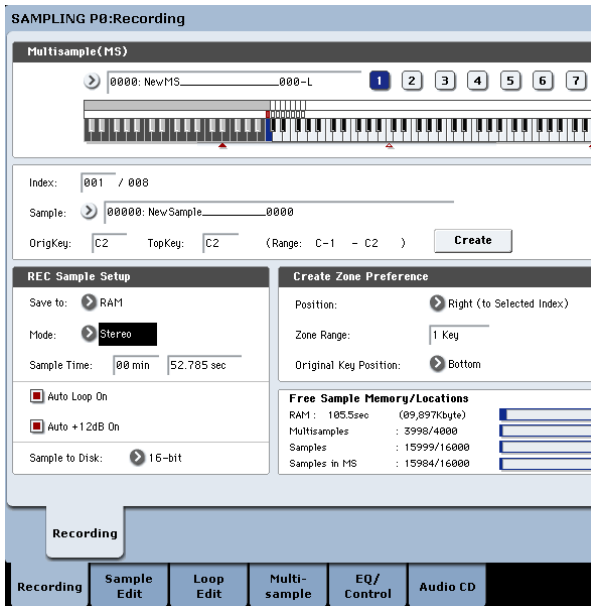 SAMPLING P0:Recording
Multisample(MS)
0000: NewMS_____________000-L
1 2 3 4 5 6 7
Index: 001 / 008
Sample: 00000: NewSample_________0000
OrigKey: C2 TopKey: C2 (Range: C-1 - C2 ) Create
REC Sample Setup
Save to: RAM
Mode: Stereo
Sample Time: 00 min 52.785 sec
Auto Loop On
Auto +12dB On
Sample to Disk: 16-bit
Create Zone Preference
Position: Right (to Selected Index)
Zone Range: 1 Key
Original Key Position: Bottom
Free Sample Memory/Locations
RAM : 105.5sec (09,897Kbyte)
Multisamples : 3998/4000
Samples : 15999/16000
Samples in MS : 15984/16000
Recording
Recording
Sample Edit
Loop Edit
Multi-sample
EQ/ Control
Audio CD